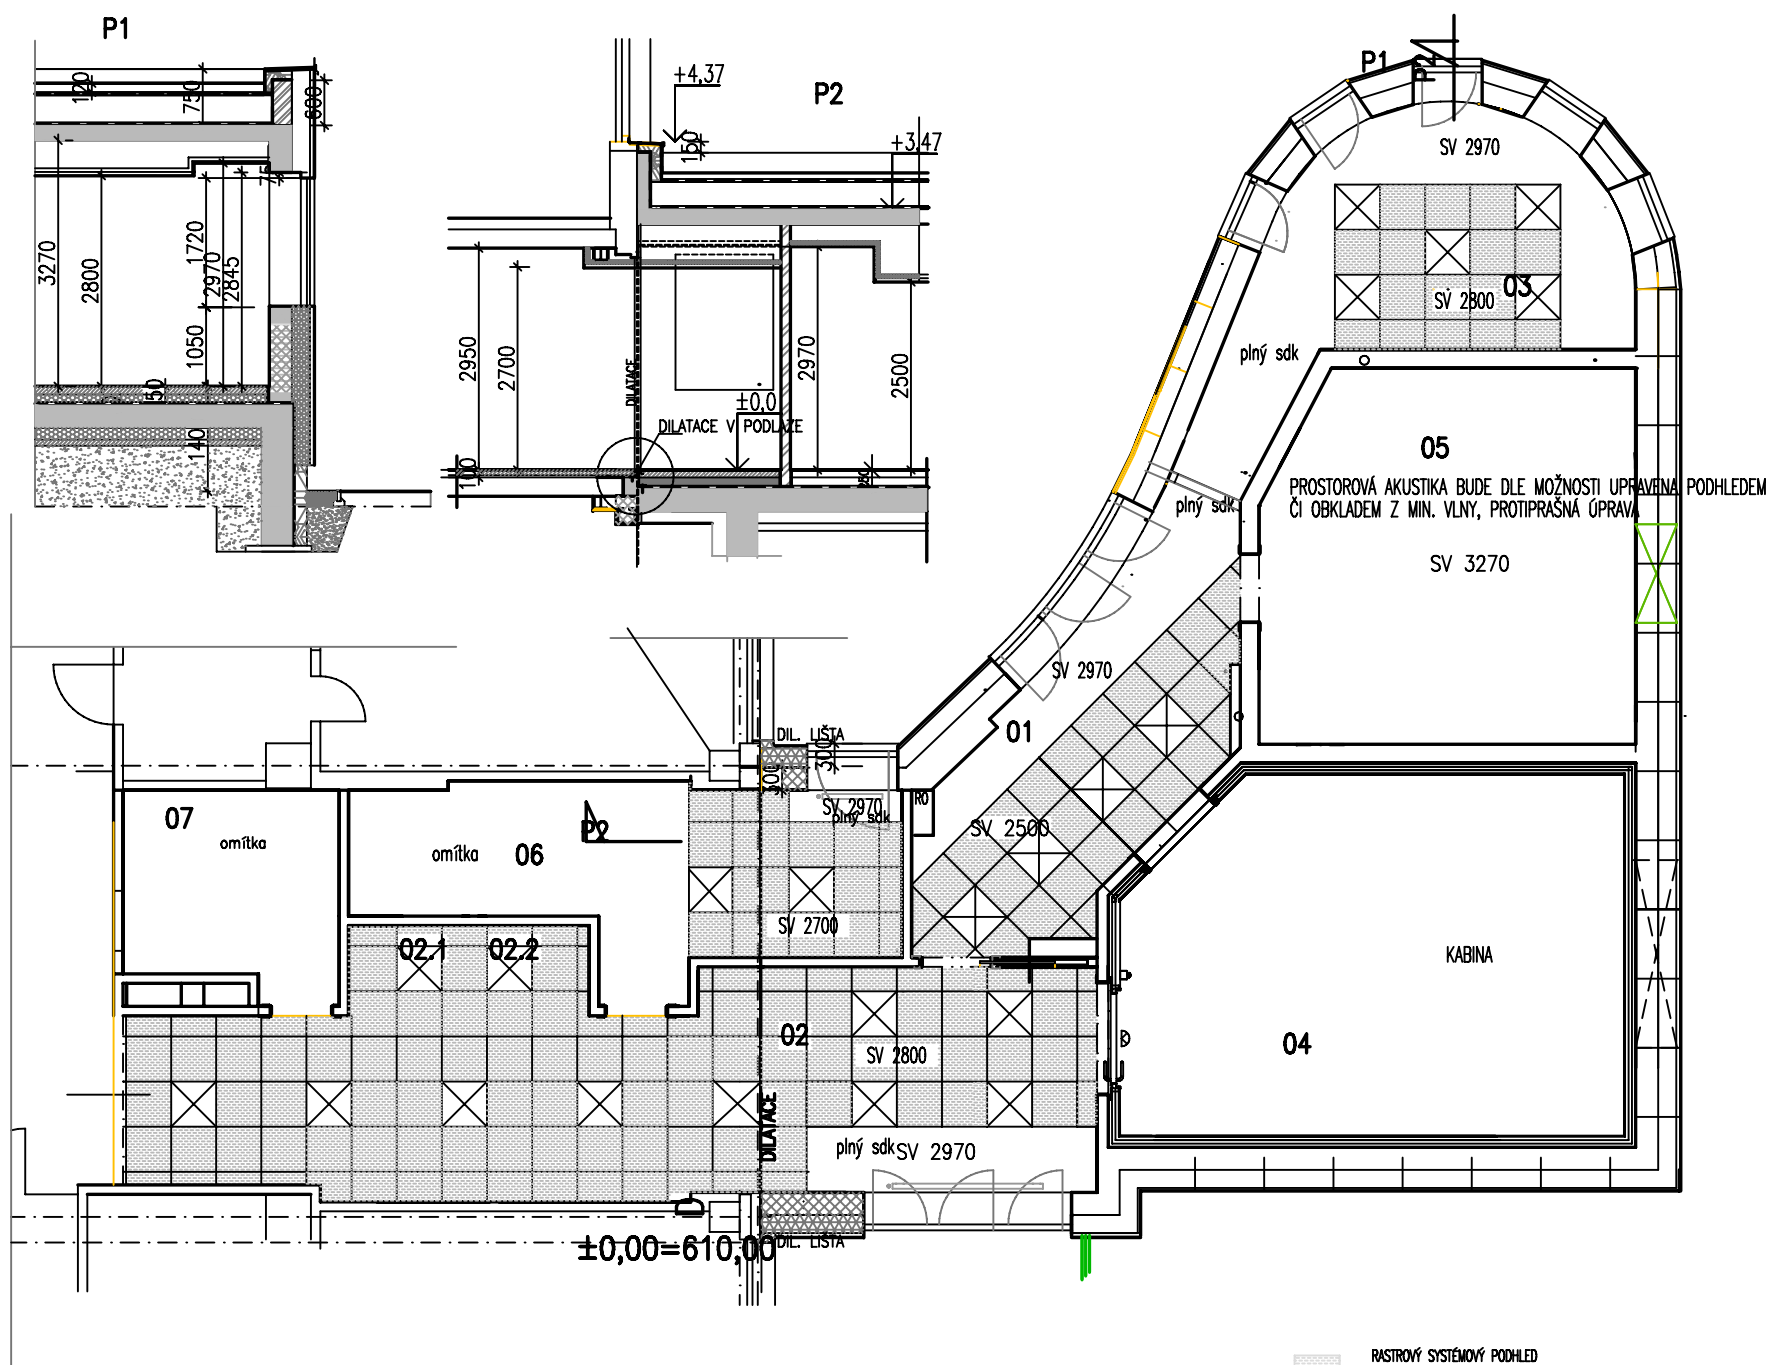 P1
120
750
600
3270
2800
1720
2970
2845
1050
50
140
+4,37
P2
150
+3,47
2950
2700
DILATACE
±0,0
DILATACE V PODLAZE
2970
2500
100
250
P1
P2
SV 2970
03
SV 2800
plný sdk
05
PROSTOROVÁ AKUSTIKA BUDE DLE MOŽNOSTI UPRAVENA PODHLEDEM
ČI OBKLADEM Z MIN. VLNY, PROTIPRAŠNÁ ÚPRAVA
plný sdk
SV 3270
SV 2970
01
DIL. LIŠTA
300
300
RO
SV 2970
plný sdk
07
omítka
P2
omítka
06
SV 2500
SV 2700
02.1
02.2
KABINA
02
SV 2800
04
DILATACE
plný sdk
SV 2970
±0,00=610,00
DIL. LIŠTA
RASTROVÝ SYSTÉMOVÝ PODHLED